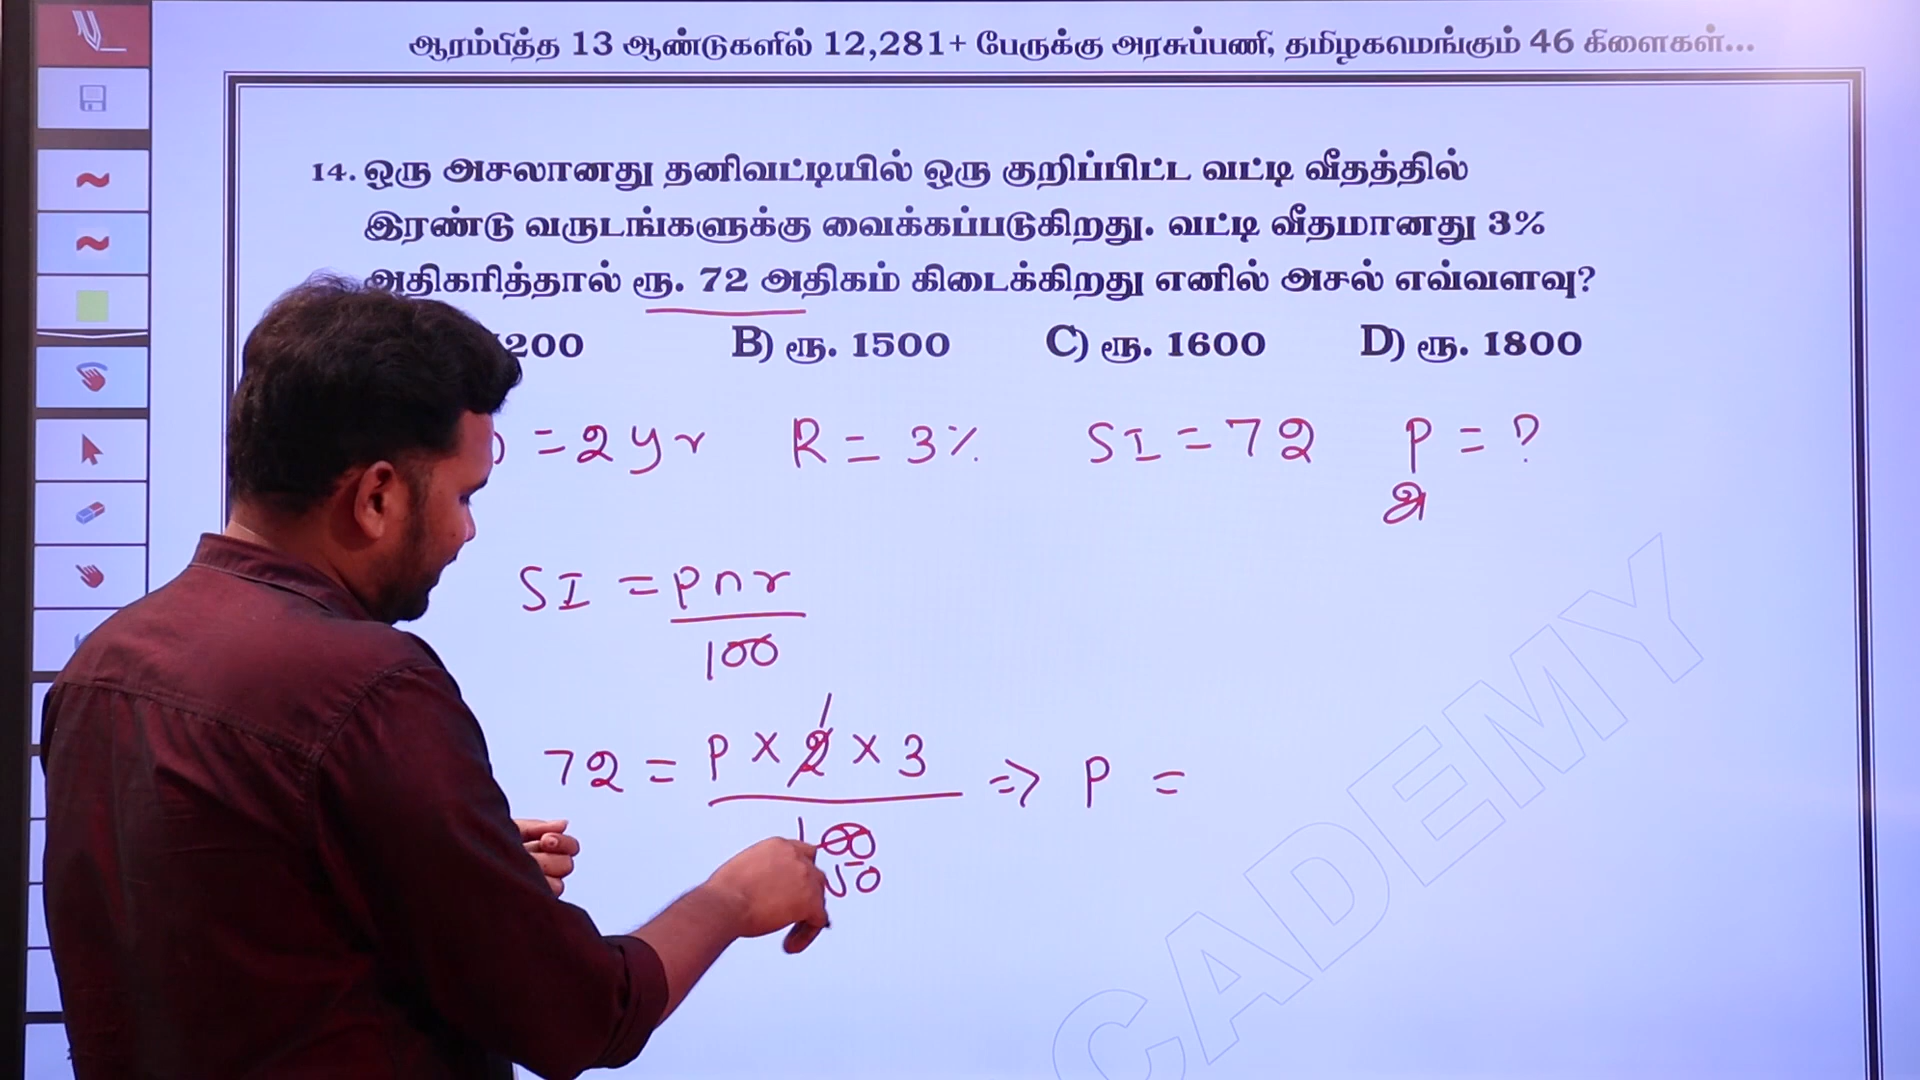 ஆரம்பித்த 13 ஆண்டுகளில் 12,281+ பேருக்கு அரசுப்பணி, தமிழகமெங்கும் 46 கிளைகள்...
14. ஒரு அசலானது தனிவட்டியில் ஒரு குறிப்பிட்ட வட்டி வீதத்தில்
இரண்டு வருடங்களுக்கு வைக்கப்படுகிறது. வட்டி வீதமானது 3%
அதிகரித்தால் ரூ. 72 அதிகம் கிடைக்கிறது எனில் அசல் எவ்வளவு?
200 B) ரூ. 1500 C) ரூ. 1600 D) ரூ. 1800
= 2 yr R = 3% SI = 72 P = ?
அ
SI = pnr
100
72 = P × 2 × 3 ⇒ P =
1
100
50
CADEMY